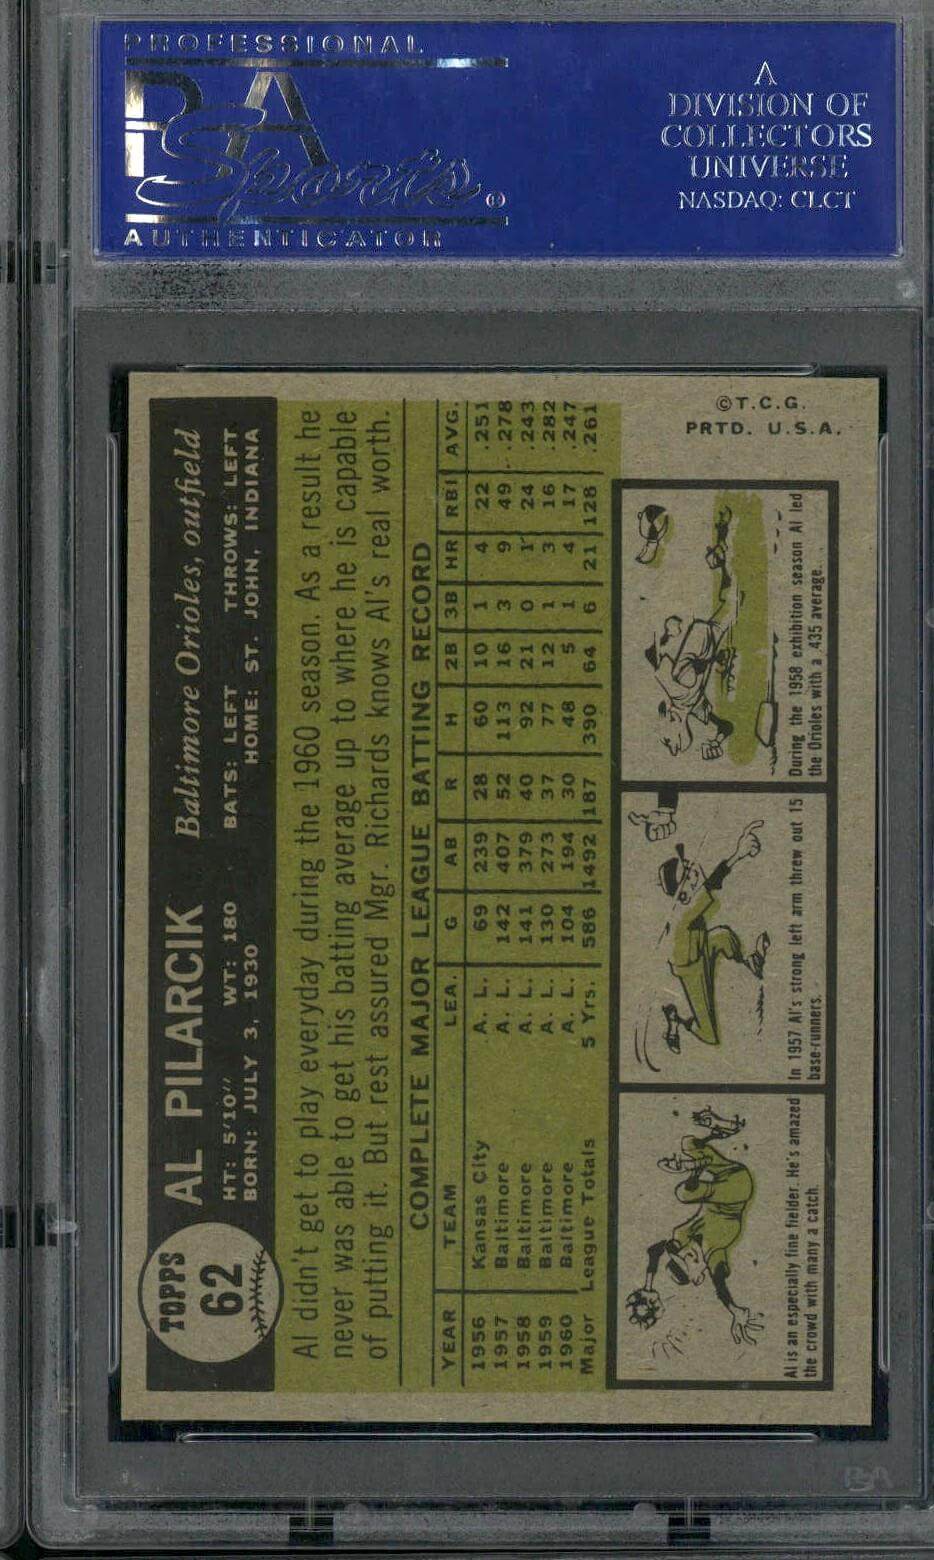 PROFESSIONAL
PSA
Sports®
AUTHENTICATOR
A
DIVISION OF
COLLECTORS
UNIVERSE
NASDAQ: CLCT
TOPPS
62
AL PILARCIK Baltimore Orioles, outfield
HT: 5'10" WT: 180 BATS: LEFT THROWS: LEFT
BORN: JULY 3, 1930 HOME: ST. JOHN, INDIANA
Al didn't get to play everyday during the 1960 season. As a result he
never was able to get his batting average up to where he is capable
of putting it. But rest assured Mgr. Richards knows Al's real worth.
COMPLETE MAJOR LEAGUE BATTING RECORD
YEAR TEAM LEA. G AB R H 2B 3B HR RBI AVG.
1956 Kansas City A. L. 69 239 28 60 10 1 4 22 .251
1957 Baltimore A. L. 142 407 52 113 16 3 9 49 .278
1958 Baltimore A. L. 141 379 40 92 21 0 1 24 .243
1959 Baltimore A. L. 130 273 37 77 12 1 3 16 .282
1960 Baltimore A. L. 104 194 30 48 5 1 4 17 .247
Major League Totals 5 Yrs. 586 1492 187 390 64 6 21 128 .261
Al is an especially fine fielder. He's amazed
the crowd with many a catch.
In 1957 Al's strong left arm threw out 15
base-runners.
During the 1958 exhibition season Al led
the Orioles with a .435 average.
©T.C.G.
PRTD. U.S.A.
PSA